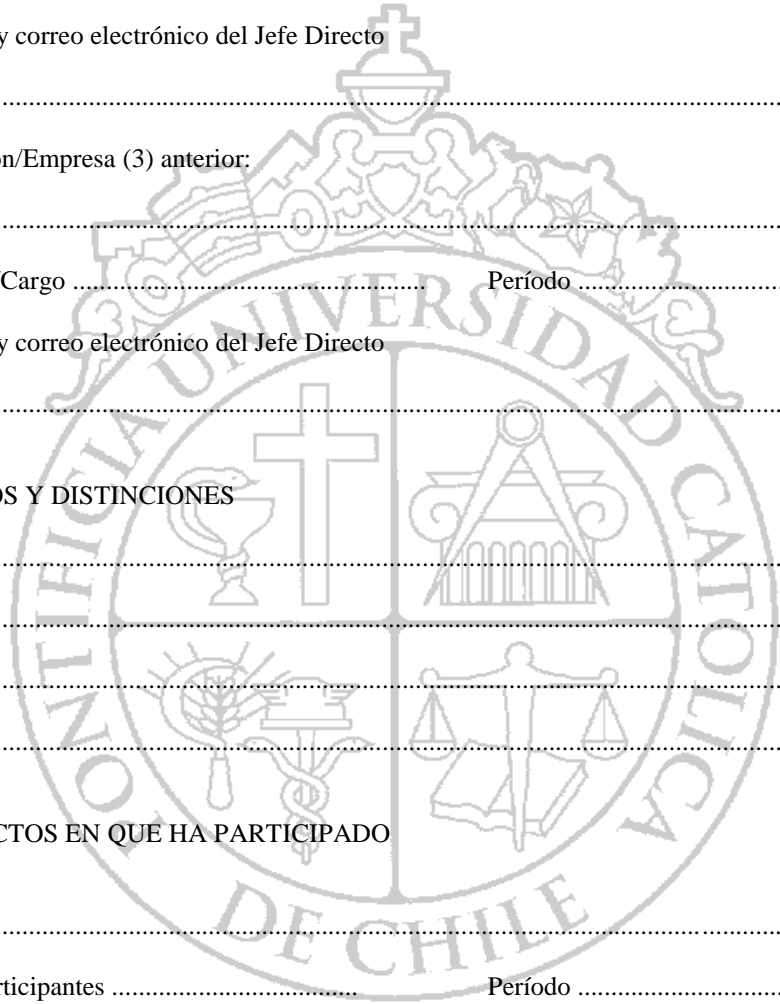 y correo electrónico del Jefe Directo
................................................................................................................
n/Empresa (3) anterior:
................................................................................................................
/Cargo .................................................... Período ..............................
y correo electrónico del Jefe Directo
................................................................................................................
OS Y DISTINCIONES
................................................................................................................
................................................................................................................
................................................................................................................
................................................................................................................
CTOS EN QUE HA PARTICIPADO
................................................................................................................
rticipantes .................................... Período ..............................
PONTIFICIA UNIVERSIDAD CATOLICA
DE CHILE